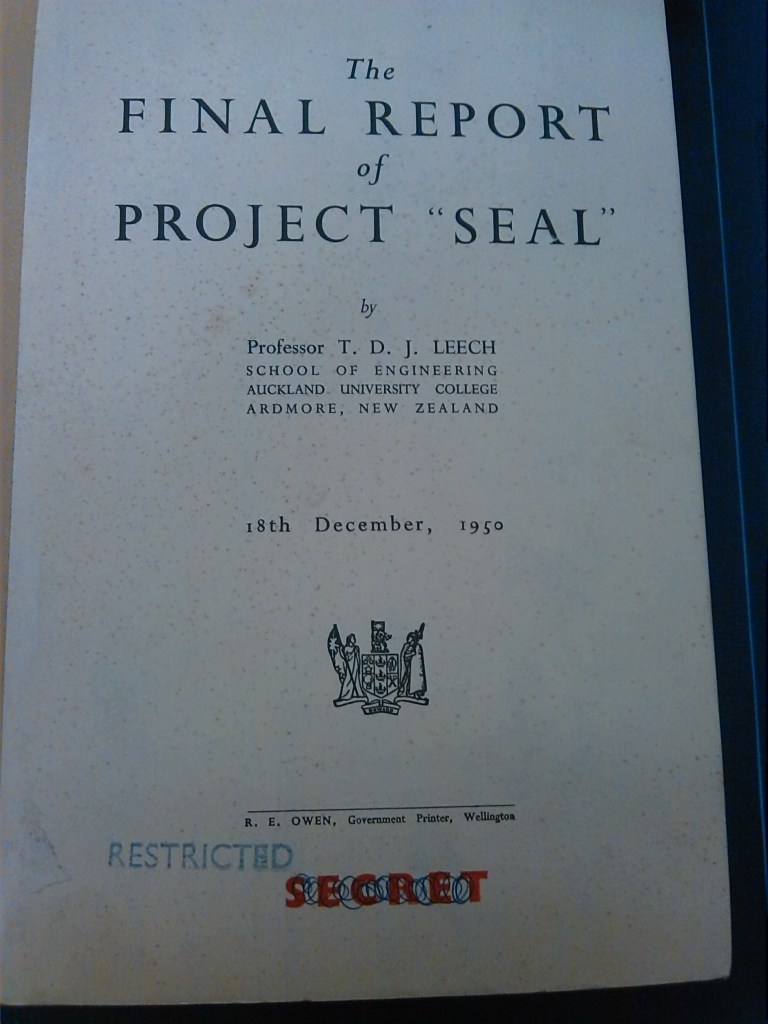 The
FINAL REPORT
of
PROJECT “SEAL”
by
Professor T. D. J. LEECH
SCHOOL OF ENGINEERING
AUCKLAND UNIVERSITY COLLEGE
ARDMORE, NEW ZEALAND
18th December, 1950
ONWARD
R. E. OWEN, Government Printer, Wellington
RESTRICTED
SECRET